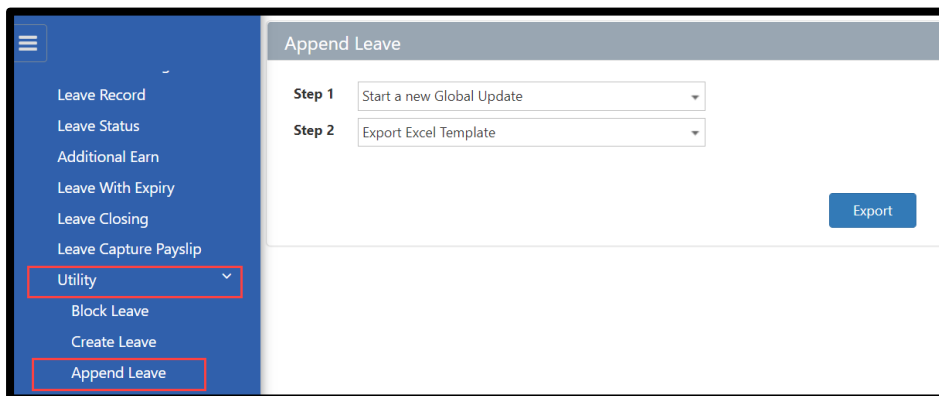 Append Leave
Step 1 Start a new Global Update
Step 2 Export Excel Template
Export
Leave Record
Leave Status
Additional Earn
Leave With Expiry
Leave Closing
Leave Capture Payslip
Utility
Block Leave
Create Leave
Append Leave